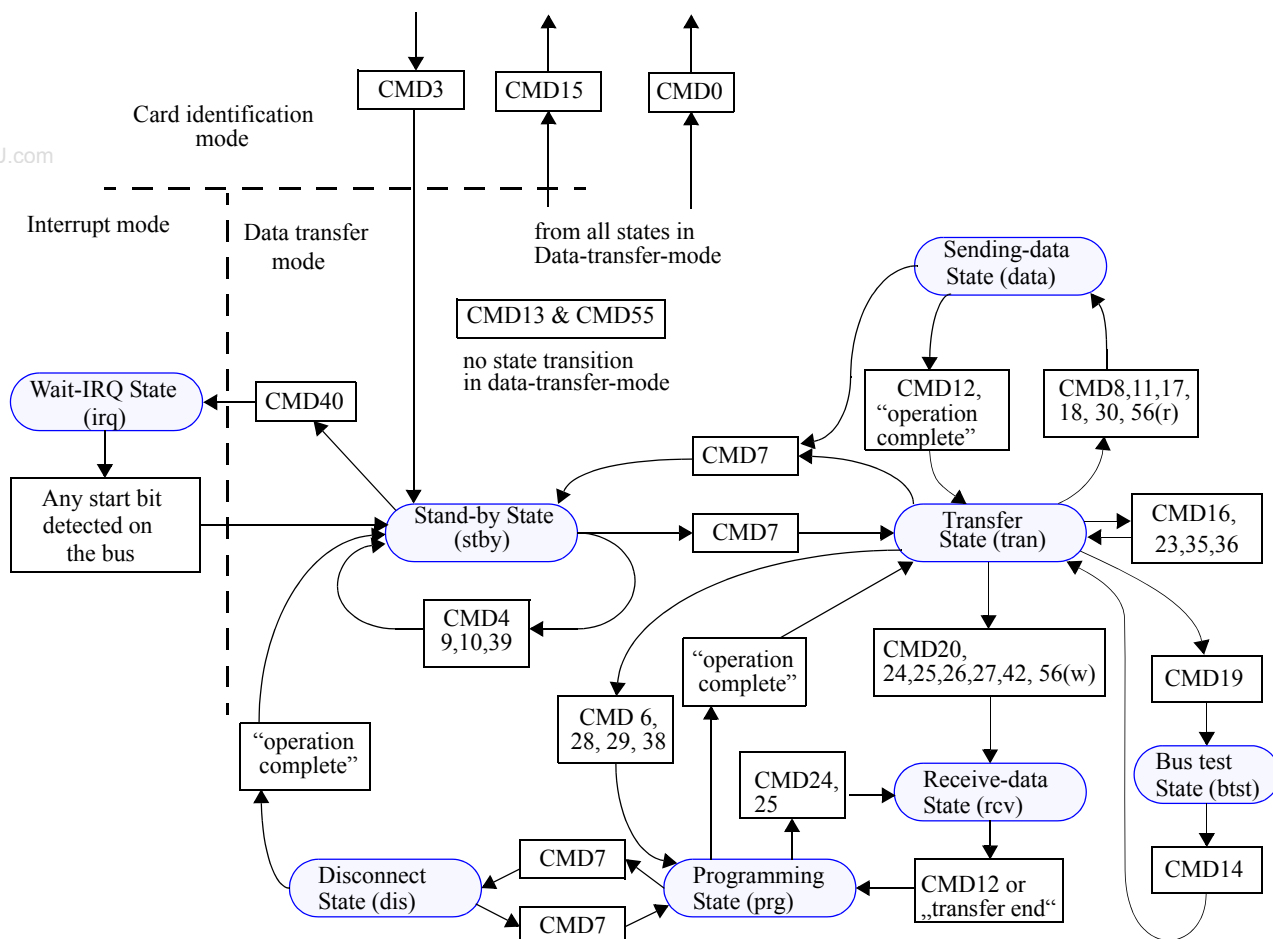 CMD3
CMD15
CMD0
Card identification
mode
J.com
Interrupt mode
Data transfer
mode
from all states in
Data-transfer-mode
Sending-data
State (data)
CMD13 & CMD55
no state transition
in data-transfer-mode
Wait-IRQ State
(irq)
CMD40
CMD12,
“operation
complete”
CMD8,11,17,
18, 30, 56(r)
CMD7
Any start bit
detected on
the bus
Stand-by State
(stby)
CMD7
Transfer
State (tran)
CMD16,
23,35,36
CMD4
9,10,39
“operation
complete”
CMD20,
24,25,26,27,42, 56(w)
CMD19
CMD 6,
28, 29, 38
“operation
complete”
CMD24,
25
Receive-data
State (rcv)
Bus test
State (btst)
CMD7
Disconnect
State (dis)
CMD7
Programming
State (prg)
CMD12 or
„transfer end“
CMD14